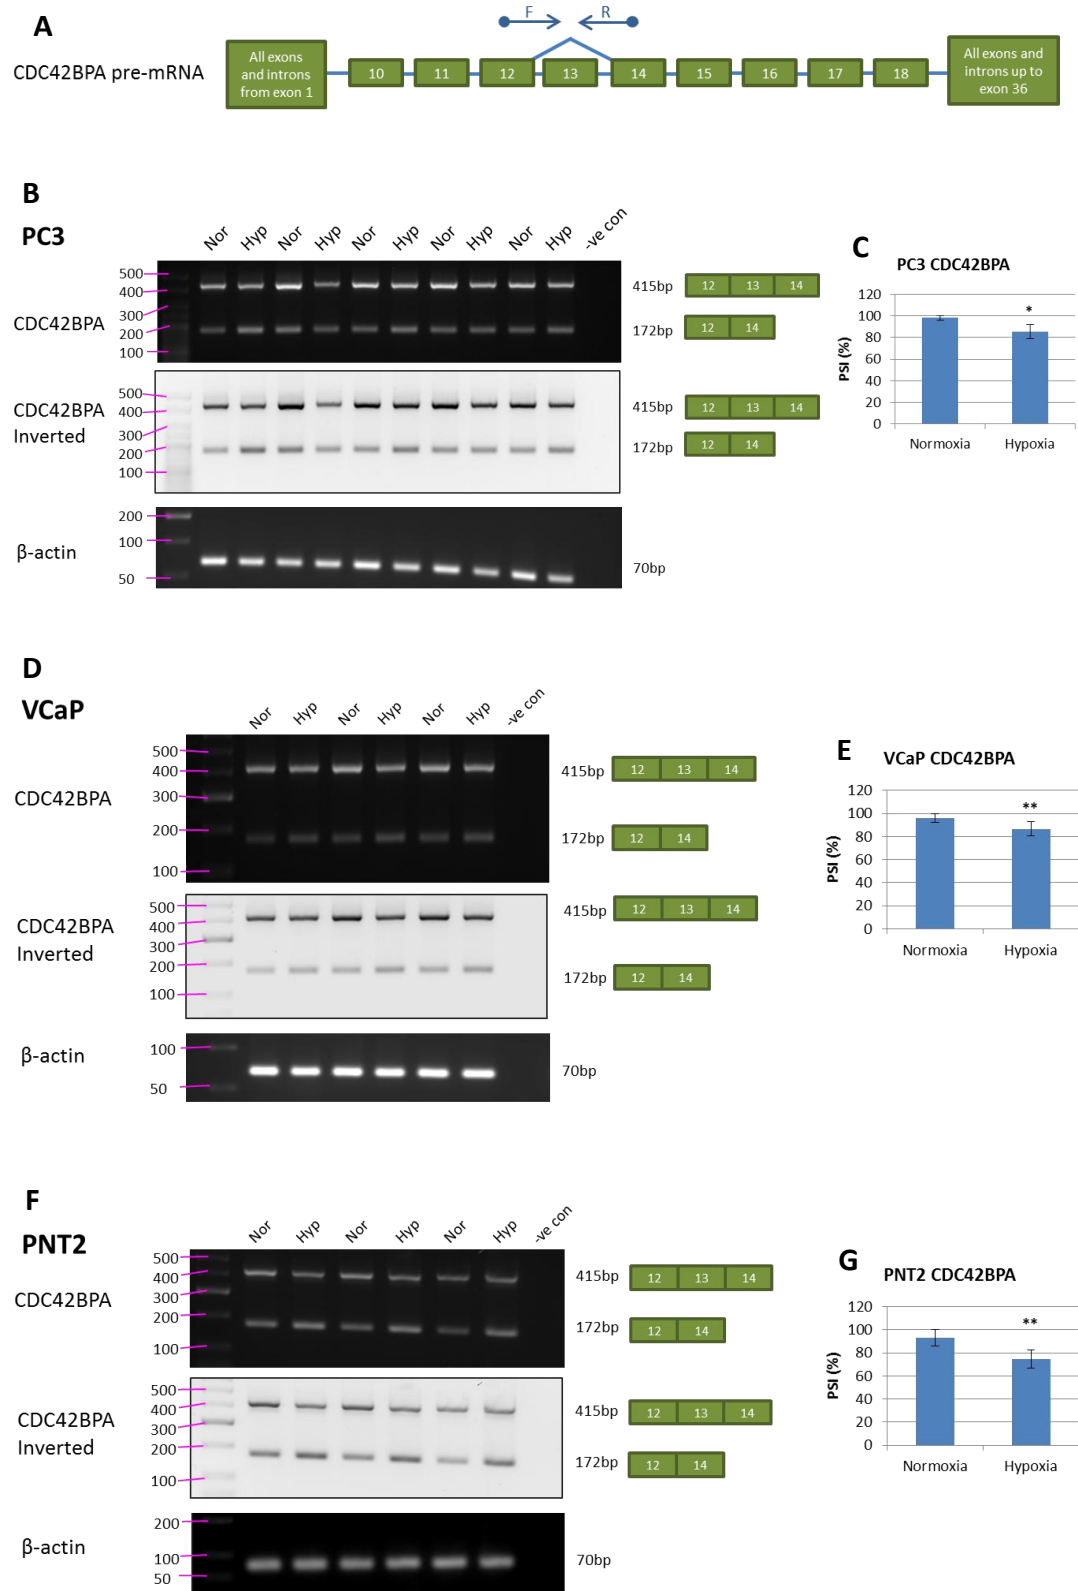 A
F R
CDC42BPA pre-mRNA
All exons
and introns
from exon 1
10 11 12 13 14 15 16 17 18
All exons and
introns up to
exon 36
B
PC3
Nor Hyp Nor Hyp Nor Hyp Nor Hyp Nor Hyp -ve con
CDC42BPA
500
400
300
200
100
415bp 12 13 14
172bp 12 14
CDC42BPA
Inverted
500
400
300
200
100
415bp 12 13 14
172bp 12 14
β-actin
200
100
50
70bp
C
PC3 CDC42BPA
PSI (%)
120
100
80
60
40
20
0
*
Normoxia Hypoxia
D
VCaP
Nor Hyp Nor Hyp Nor Hyp -ve con
CDC42BPA
500
400
300
200
100
415bp 12 13 14
172bp 12 14
CDC42BPA
Inverted
500
400
300
200
100
415bp 12 13 14
172bp 12 14
β-actin
100
50
70bp
E
VCaP CDC42BPA
PSI (%)
120
100
80
60
40
20
0
**
Normoxia Hypoxia
F
PNT2
Nor Hyp Nor Hyp Nor Hyp -ve con
CDC42BPA
500
400
300
200
100
415bp 12 13 14
172bp 12 14
CDC42BPA
Inverted
500
400
300
200
100
415bp 12 13 14
172bp 12 14
β-actin
200
100
50
70bp
G
PNT2 CDC42BPA
PSI (%)
120
100
80
60
40
20
0
**
Normoxia Hypoxia